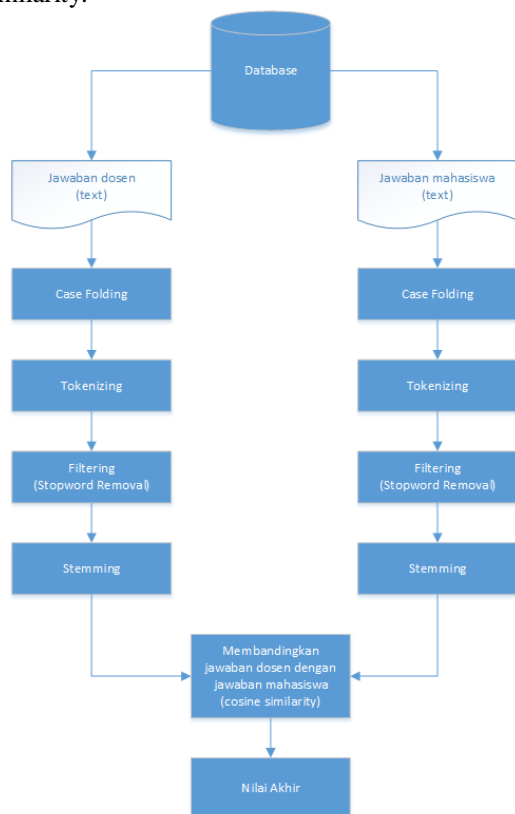 Database
Jawaban dosen
(text)
Jawaban mahasiswa
(text)
Case Folding
Case Folding
Tokenizing
Tokenizing
Filtering
(Stopword Removal)
Filtering
(Stopword Removal)
Stemming
Stemming
Membandingkan
jawaban dosen dengan
jawaban mahasiswa
(cosine similarity)
Nilai Akhir